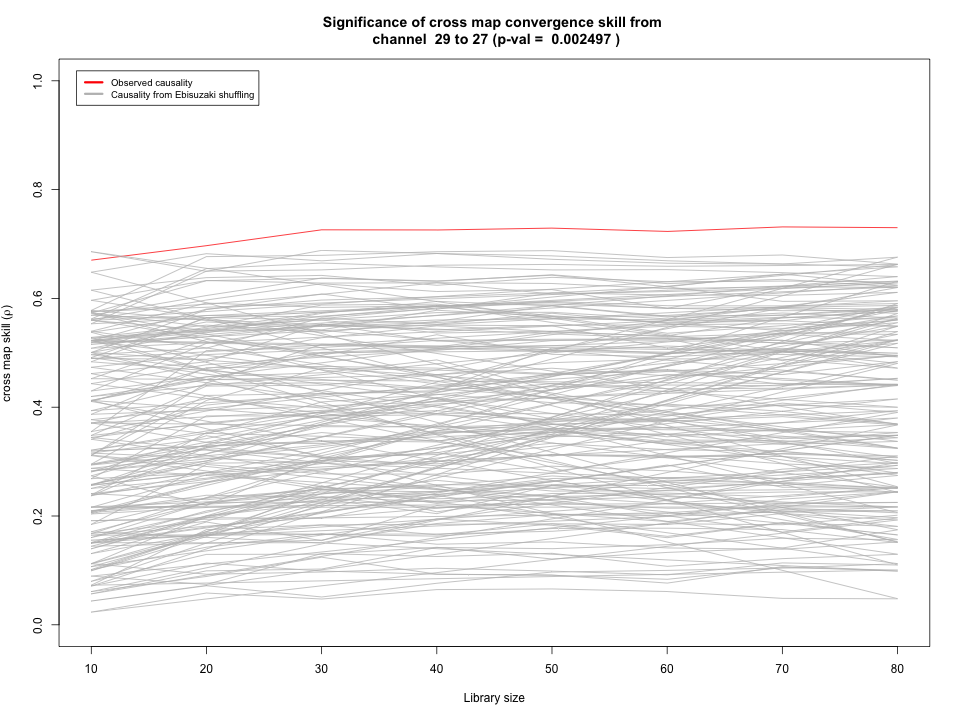 Significance of cross map convergence skill from
channel  29 to 27 (p-val =  0.002497 )
Observed causality
Causality from Ebisuzaki shuffling
cross map skill (ρ)
1.0
0.8
0.6
0.4
0.2
0.0
10 20 30 40 50 60 70 80
Library size